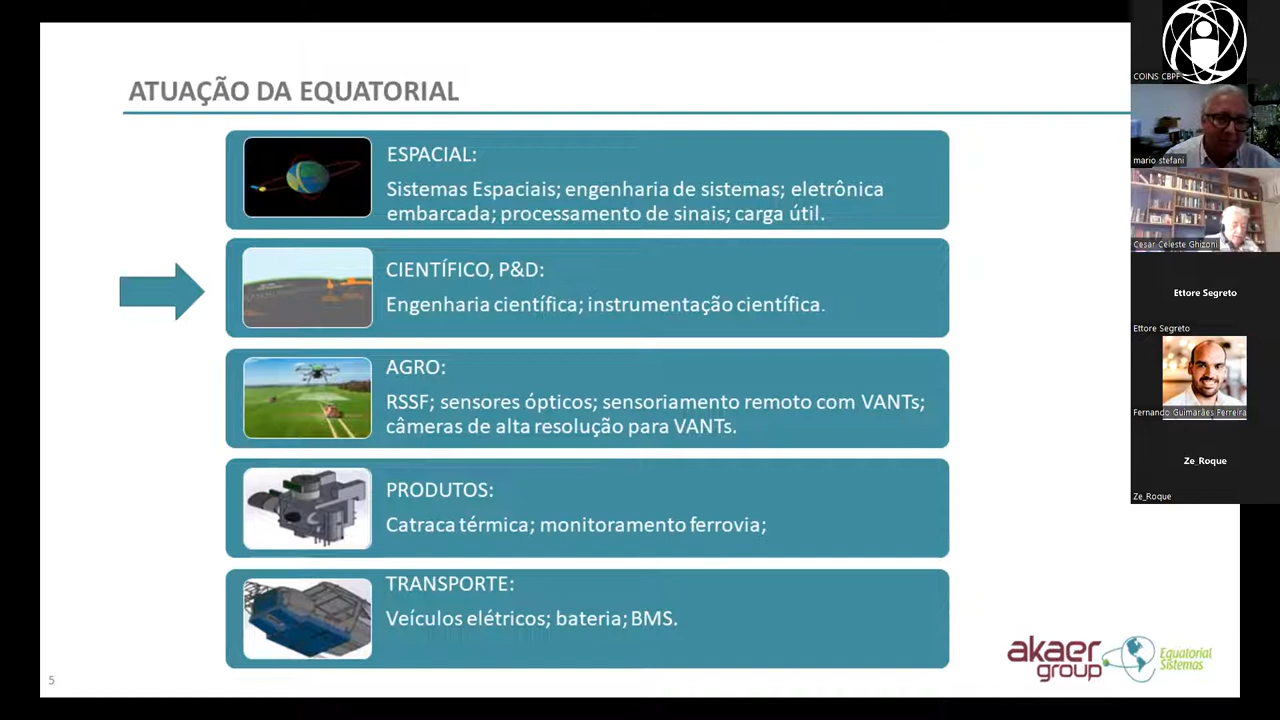 ATUAÇÃO DA EQUATORIAL
ESPACIAL:
Sistemas Espaciais; engenharia de sistemas; eletrônica
embarcada; processamento de sinais; carga útil.
CIENTÍFICO, P&D:
Engenharia científica; instrumentação científica.
AGRO:
RSSF; sensores ópticos; sensoriamento remoto com VANTs;
câmeras de alta resolução para VANTs.
PRODUTOS:
Catraca térmica; monitoramento ferrovia;
TRANSPORTE:
Veículos elétricos; bateria; BMS.
5
akaer
group
Equatorial
Sistemas
COINS CBPF
mario stefani
Cesar Celeste Ghizoni
Ettore Segreto
Ettore Segreto
Fernando Guimarães Ferreira
Ze_Roque
Ze_Roque